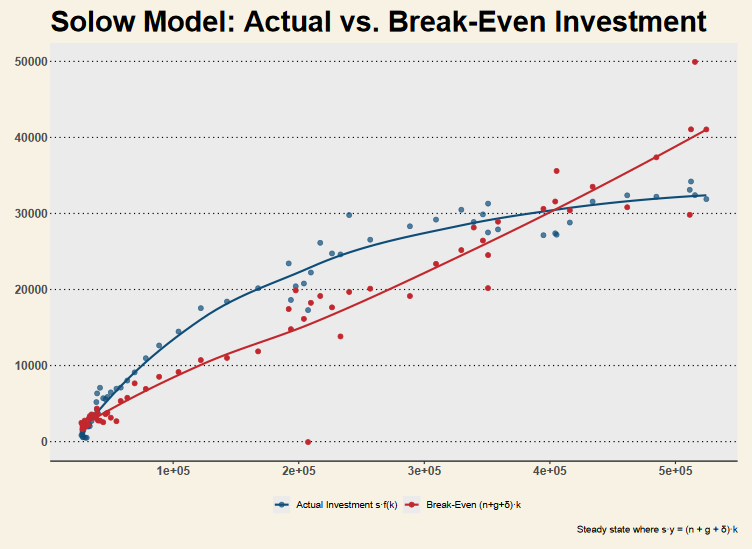 Solow Model: Actual vs. Break-Even Investment
50000
40000
30000
20000
10000
0
1e+05 2e+05 3e+05 4e+05 5e+05
Actual Investment s·f(k) Break-Even (n+g+δ)·k
Steady state where s·y = (n + g + δ)·k